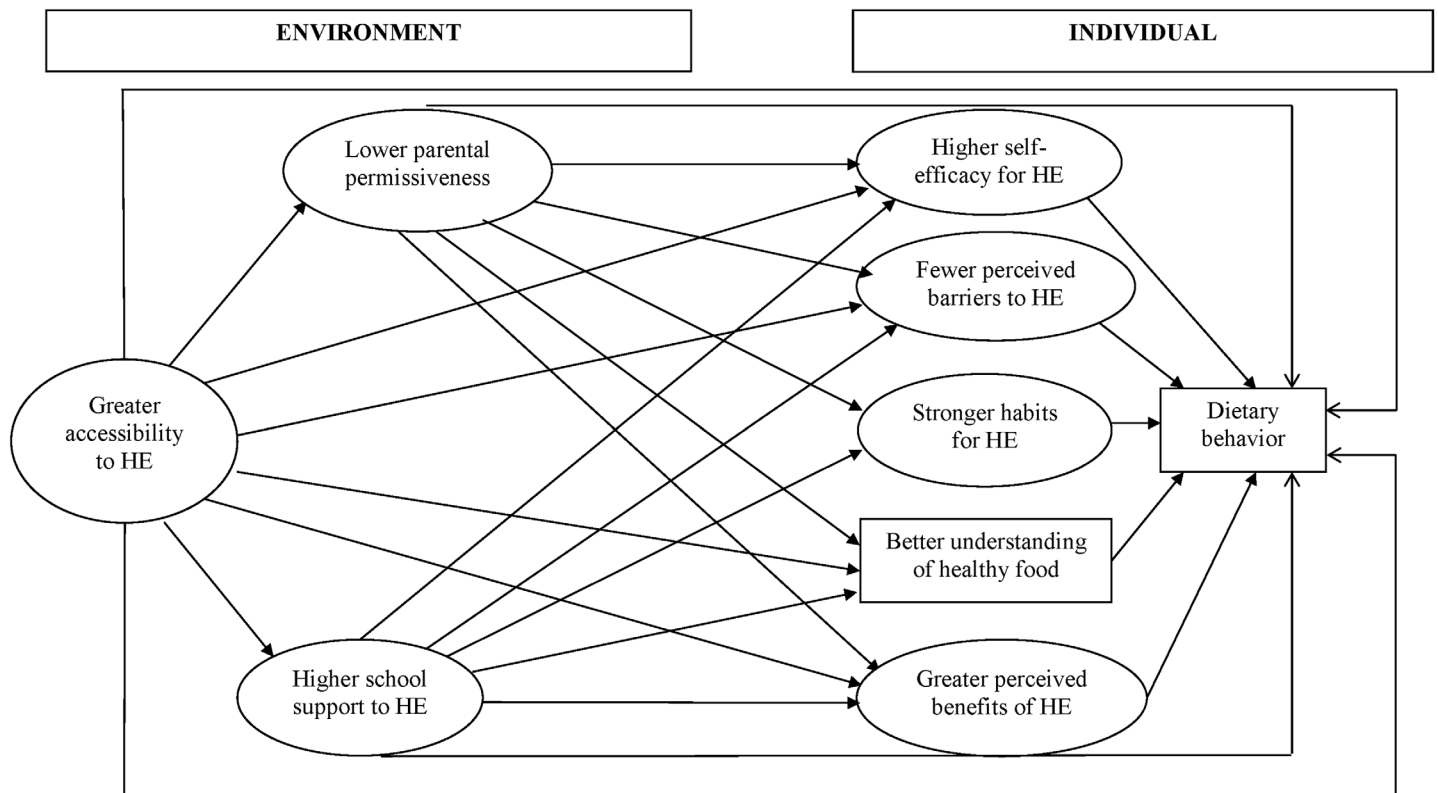 ENVIRONMENT
INDIVIDUAL
Lower parental
permissiveness
Higher self-
efficacy for HE
Fewer perceived
barriers to HE
Greater
accessibility
to HE
Stronger habits
for HE
Dietary
behavior
Better understanding
of healthy food
Higher school
support to HE
Greater perceived
benefits of HE